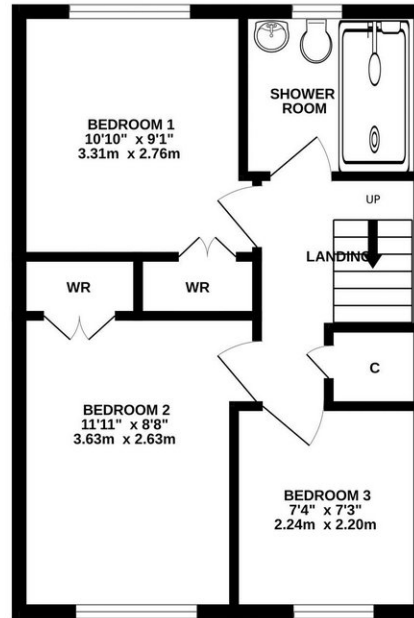 SHOWER
ROOM
BEDROOM 1
10'10" x 9'1"
3.31m x 2.76m
UP
LANDING
WR
WR
C
BEDROOM 2
11'11" x 8'8"
3.63m x 2.63m
BEDROOM 3
7'4" x 7'3"
2.24m x 2.20m